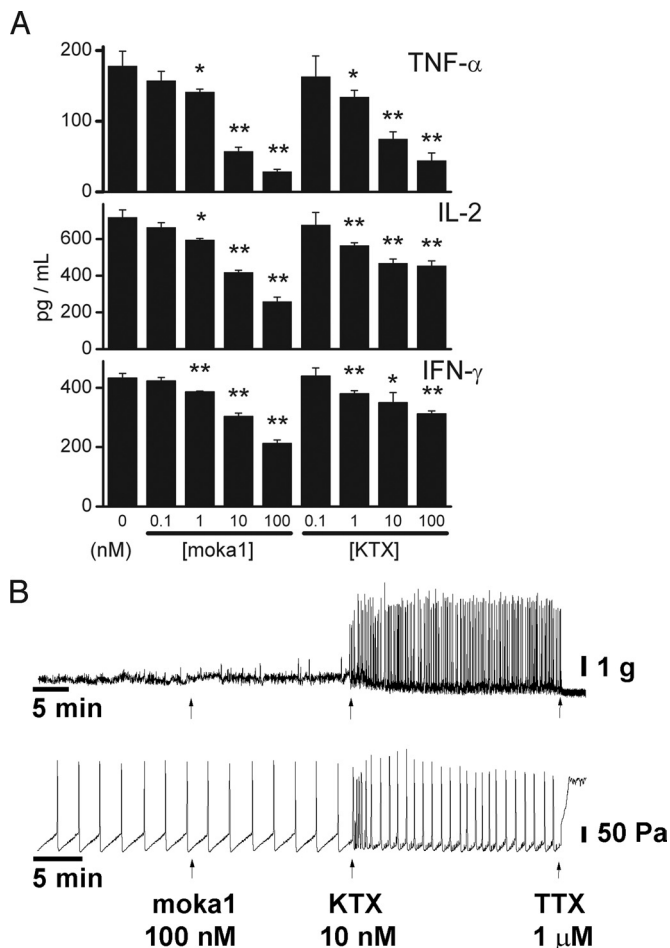 A
TNF-α
200
100
0
* ** ** * ** **
IL-2
600
400
200
0
* ** ** ** ** **
pg / mL
IFN-γ
400
200
0
** ** ** ** * **
0 0.1 1 10 100 0.1 1 10 100
(nM) [moka1] [KTX]
B
1 g
5 min
50 Pa
5 min
moka1 KTX TTX
100 nM 10 nM 1 μM